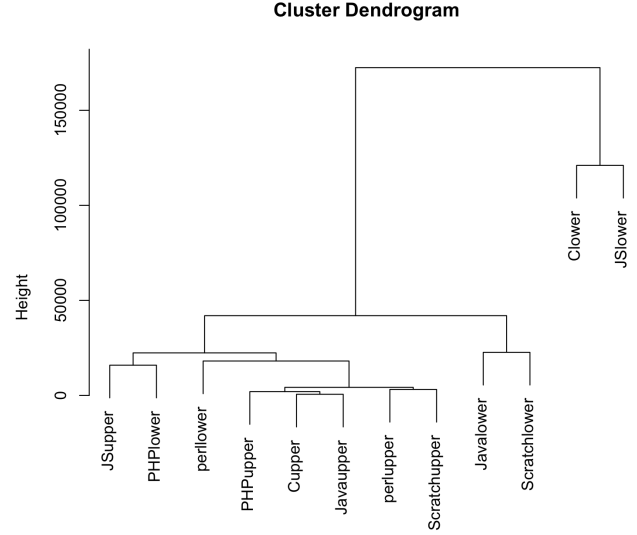 Cluster Dendrogram
Height
150000
100000
50000
0
Clower
JSlower
JSupper
PHPlower
perllower
PHPupper
Cupper
Javaupper
perlupper
Scratchupper
Javalower
Scratchlower